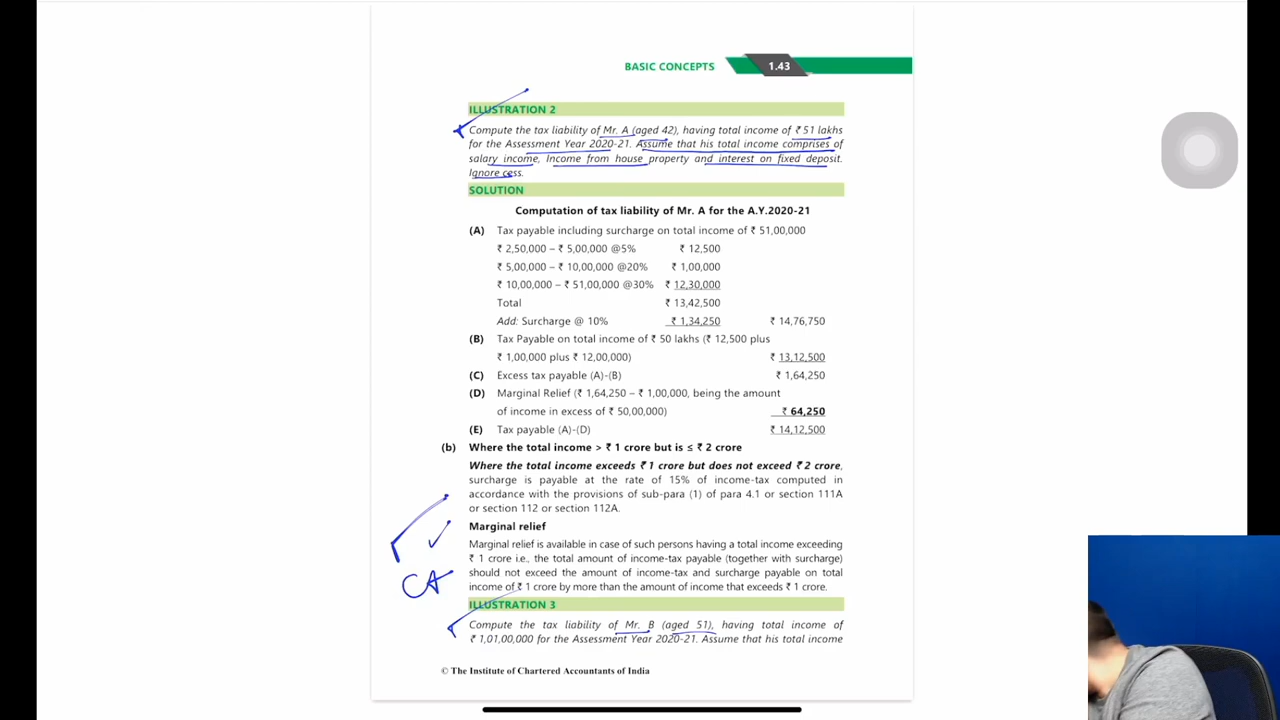 BASIC CONCEPTS 1.43
ILLUSTRATION 2
Compute the tax liability of Mr. A (aged 42), having total income of ₹ 51 lakhs
for the Assessment Year 2020-21. Assume that his total income comprises of
salary income, Income from house property and interest on fixed deposit.
Ignore cess.
SOLUTION
Computation of tax liability of Mr. A for the A.Y.2020-21
(A) Tax payable including surcharge on total income of ₹ 51,00,000
₹ 2,50,000 – ₹ 5,00,000 @5% ₹ 12,500
₹ 5,00,000 – ₹ 10,00,000 @20% ₹ 1,00,000
₹ 10,00,000 – ₹ 51,00,000 @30% ₹ 12,30,000
Total ₹ 13,42,500
Add: Surcharge @ 10% ₹ 1,34,250 ₹ 14,76,750
(B) Tax Payable on total income of ₹ 50 lakhs (₹ 12,500 plus
₹ 1,00,000 plus ₹ 12,00,000) ₹ 13,12,500
(C) Excess tax payable (A)-(B) ₹ 1,64,250
(D) Marginal Relief (₹ 1,64,250 – ₹ 1,00,000, being the amount
of income in excess of ₹ 50,00,000) ₹ 64,250
(E) Tax payable (A)-(D) ₹ 14,12,500
(b) Where the total income > ₹ 1 crore but is ≤ ₹ 2 crore
Where the total income exceeds ₹ 1 crore but does not exceed ₹ 2 crore,
surcharge is payable at the rate of 15% of income-tax computed in
accordance with the provisions of sub-para (1) of para 4.1 or section 111A
or section 112 or section 112A.
Marginal relief
Marginal relief is available in case of such persons having a total income exceeding
₹ 1 crore i.e., the total amount of income-tax payable (together with surcharge)
should not exceed the amount of income-tax and surcharge payable on total
income of ₹ 1 crore by more than the amount of income that exceeds ₹ 1 crore.
CA
ILLUSTRATION 3
Compute the tax liability of Mr. B (aged 51), having total income of
₹ 1,01,00,000 for the Assessment Year 2020-21. Assume that his total income
© The Institute of Chartered Accountants of India